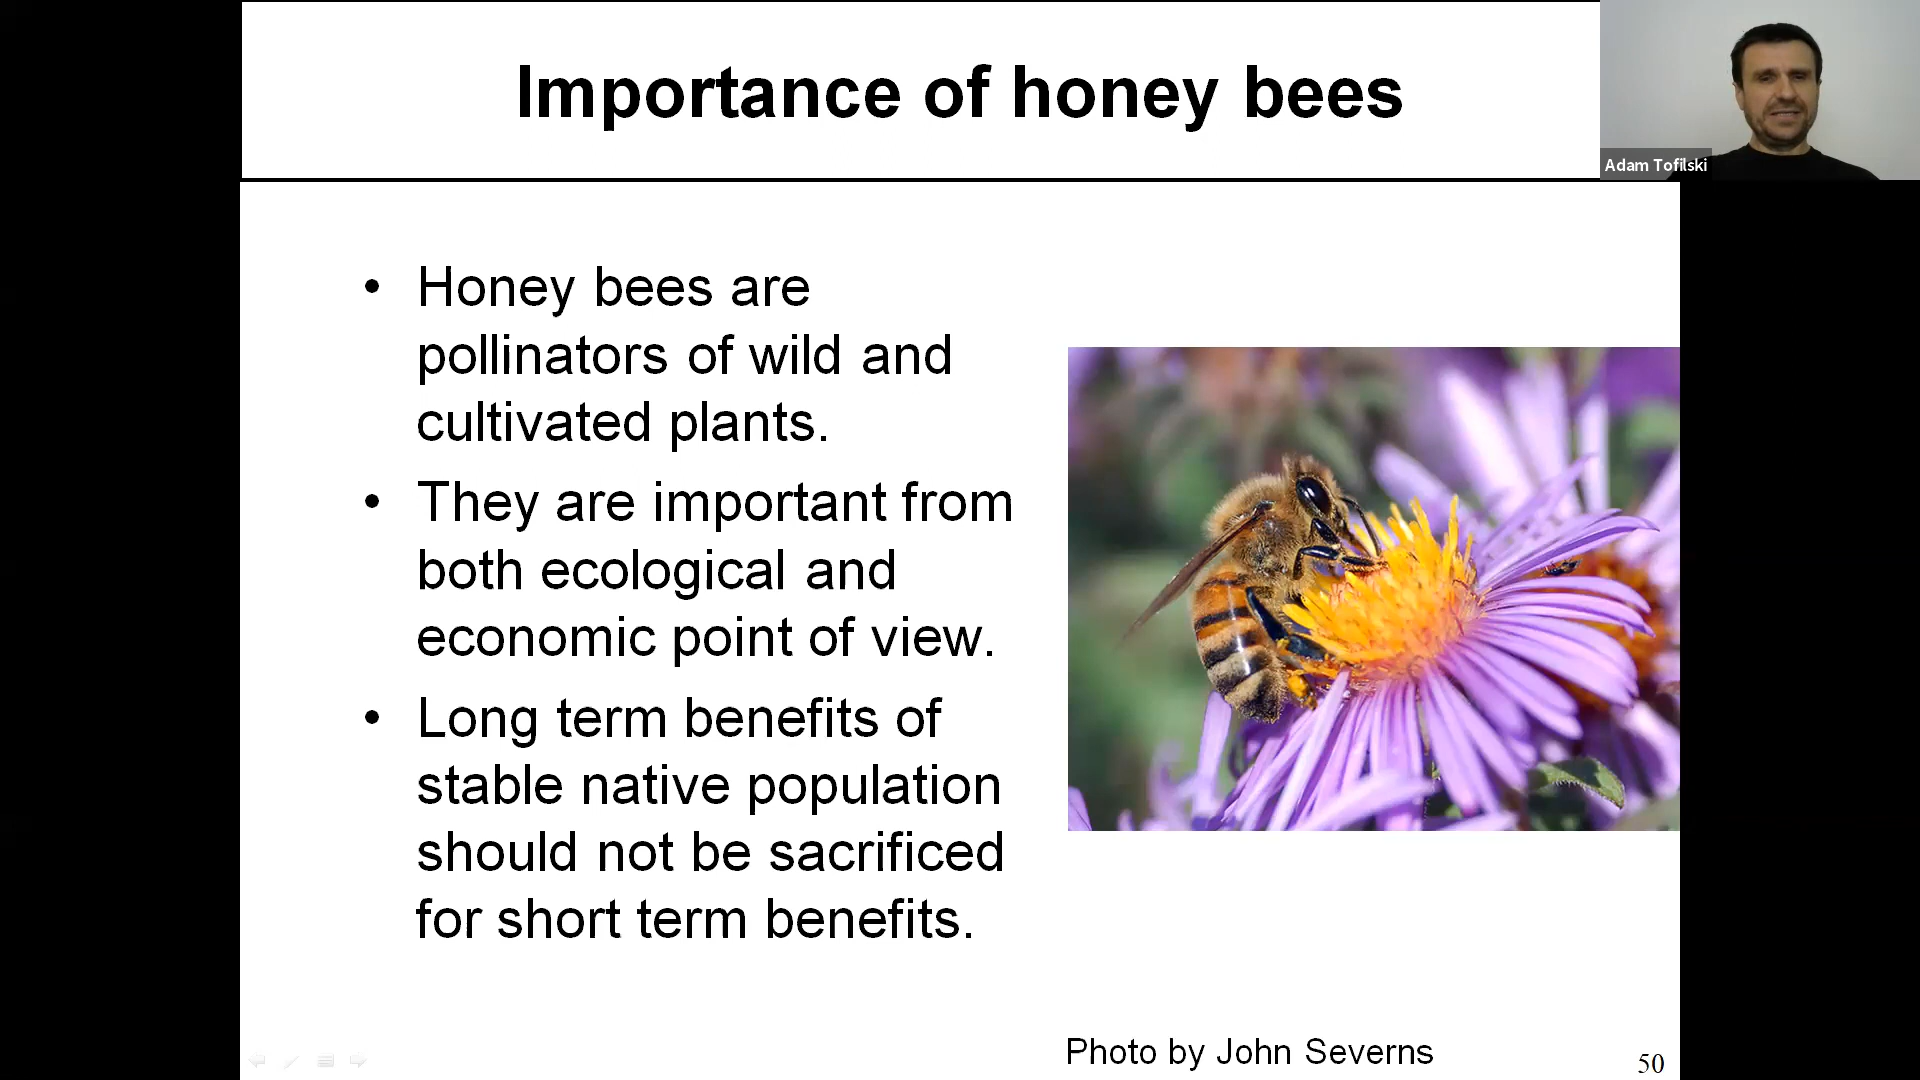 Importance of honey bees
Adam Tofilski
• Honey bees are
pollinators of wild and
cultivated plants.
• They are important from
both ecological and
economic point of view.
• Long term benefits of
stable native population
should not be sacrificed
for short term benefits.
Photo by John Severns
50